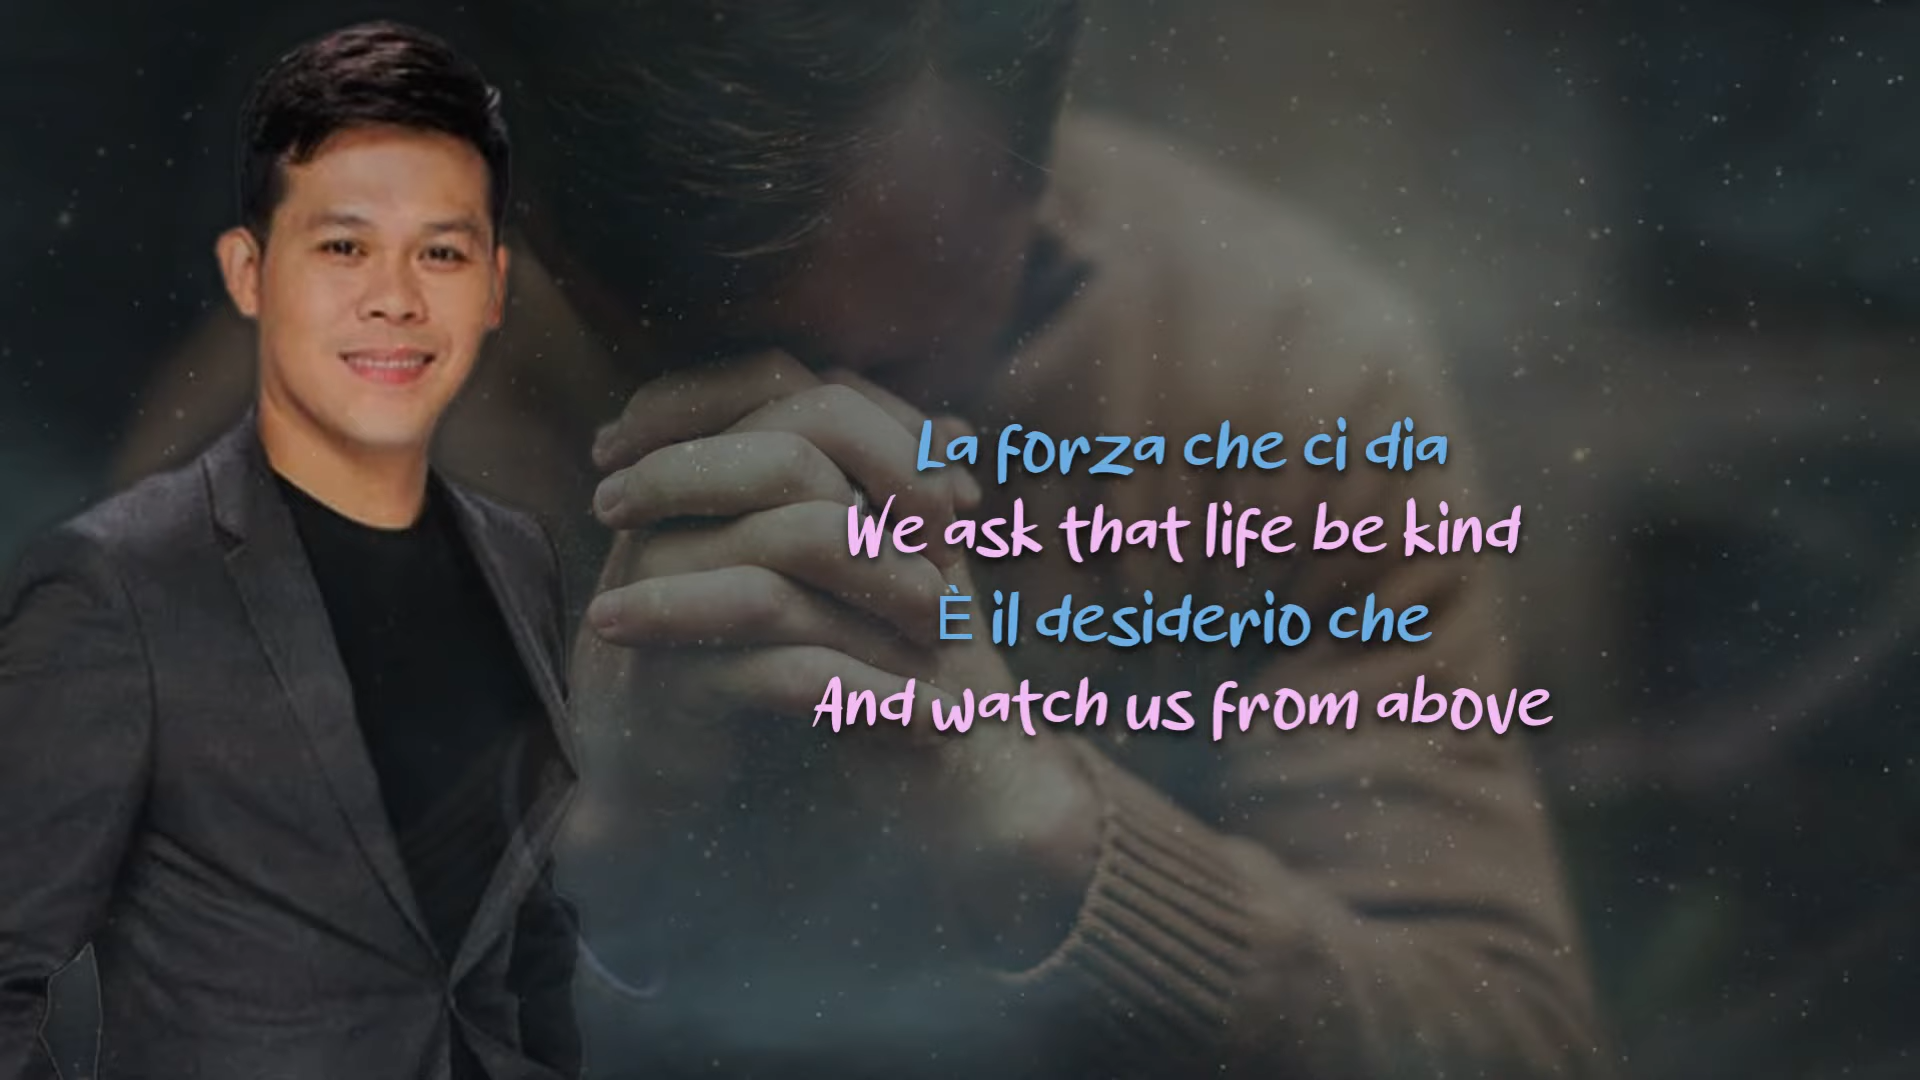 La forza che ci dia
We ask that life be kind
È il desiderio che
And watch us from above